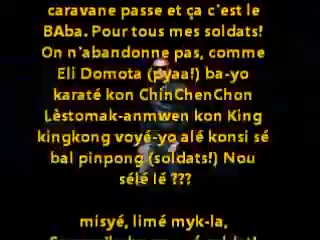 caravane passe et ça c'est le
BAba. Pour tous mes soldats!
On n'abandonne pas, comme
Eli Domota (pyaa!) ba-yo
karaté kon ChinChenChon
Lèstomak-anmwen kon King
kingkong voyé-yo alé konsi sé
bal pinpong (soldats!) Nou
sélé lé ???
misyé, limé myk-la,